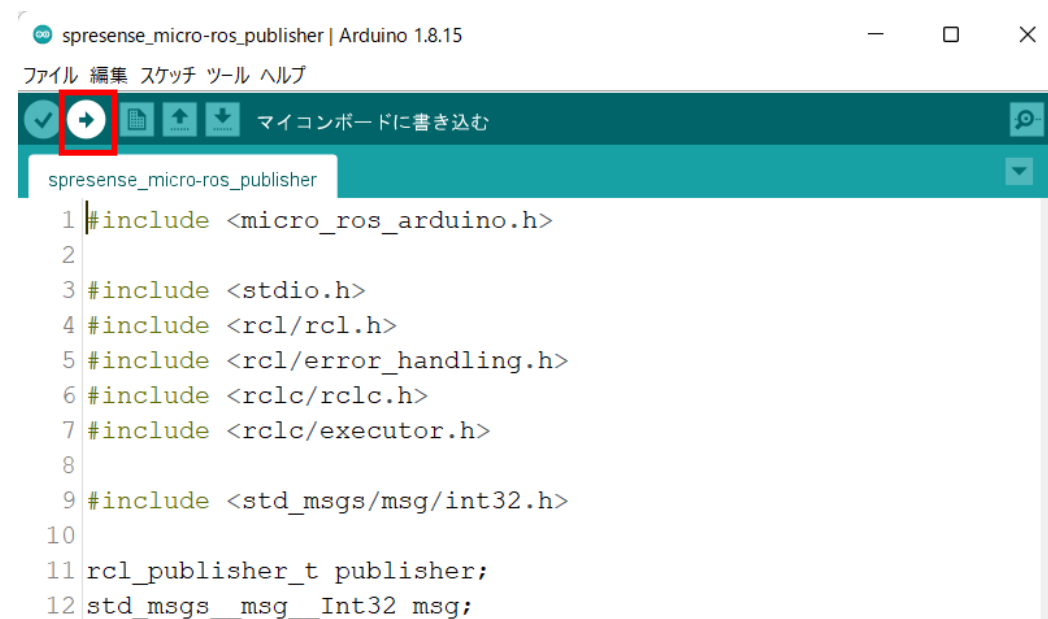 spresense_micro-ros_publisher | Arduino 1.8.15
ファイル 編集 スケッチ ツール ヘルプ
マイコンボードに書き込む
spresense_micro-ros_publisher
1 #include <micro_ros_arduino.h>
2
3 #include <stdio.h>
4 #include <rcl/rcl.h>
5 #include <rcl/error_handling.h>
6 #include <rclc/rclc.h>
7 #include <rclc/executor.h>
8
9 #include <std_msgs/msg/int32.h>
10
11 rcl_publisher_t publisher;
12 std_msgs__msg__Int32 msg;